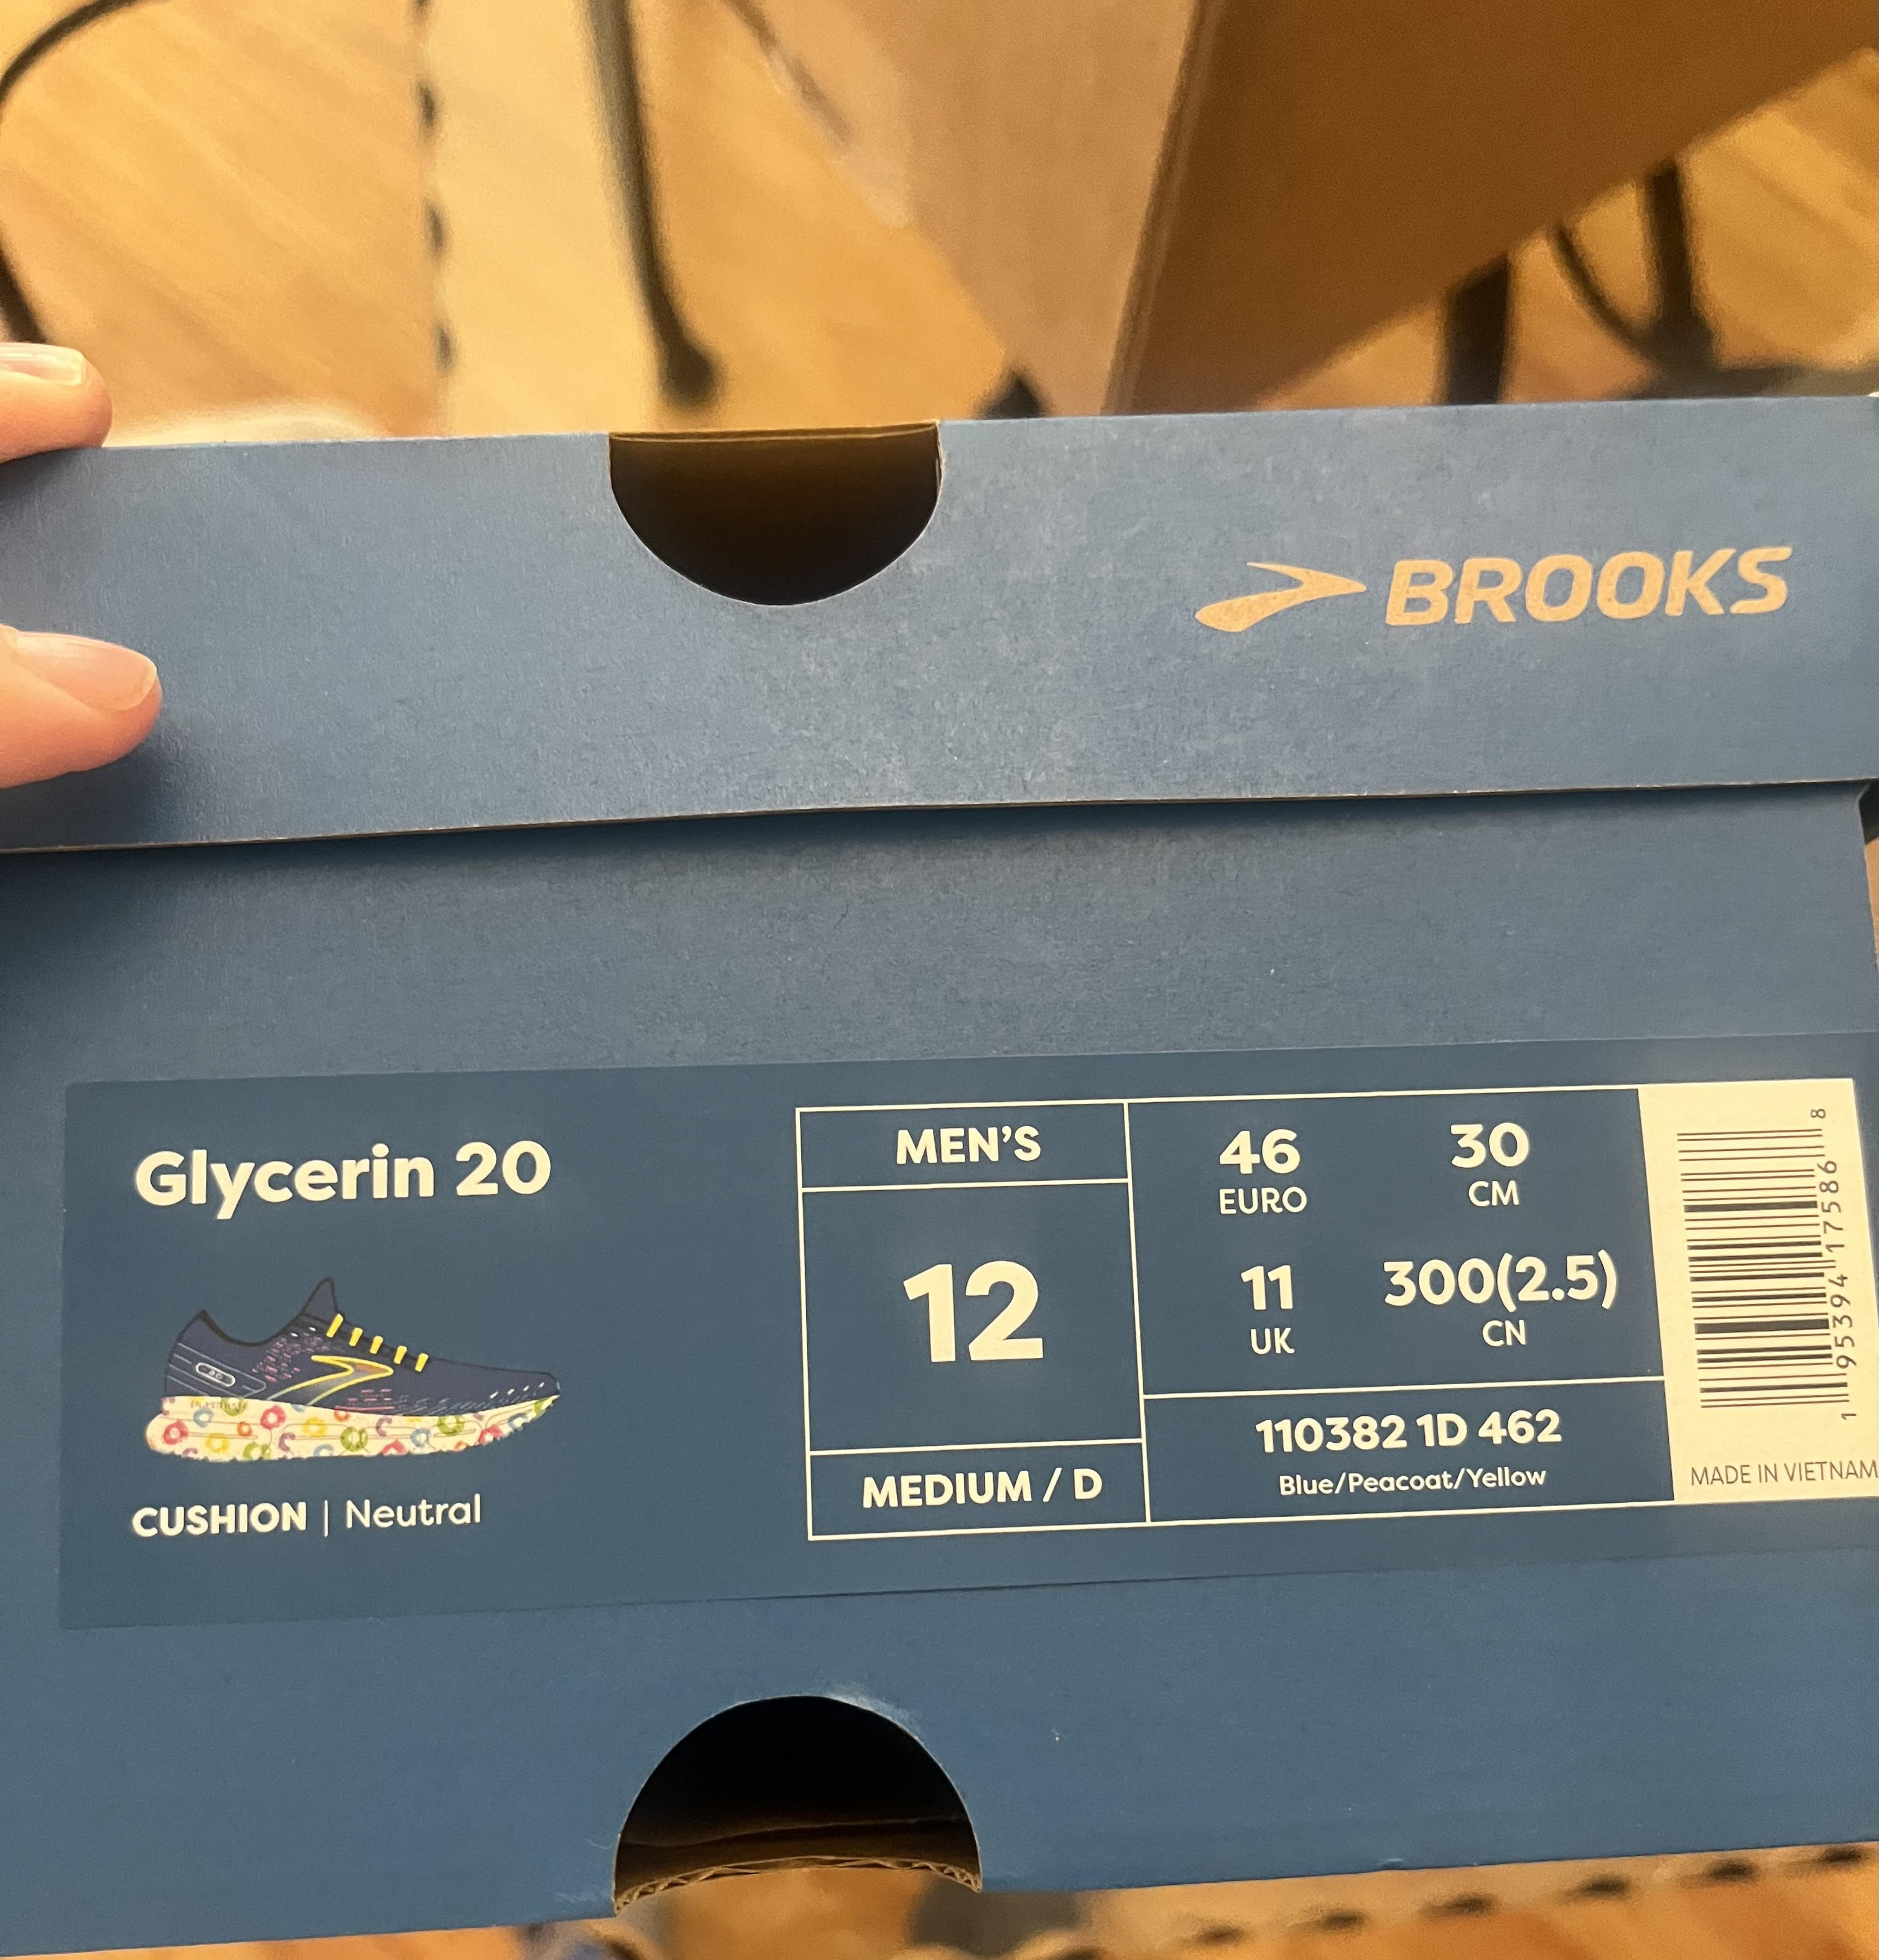 BROOKS
Glycerin 20
CUSHION | Neutral
MEN'S
12
MEDIUM / D
46
EURO
30
CM
11
UK
300(2.5)
CN
110382 1D 462
Blue/Peacoat/Yellow
1 95394 17586 8
MADE IN VIETNAM